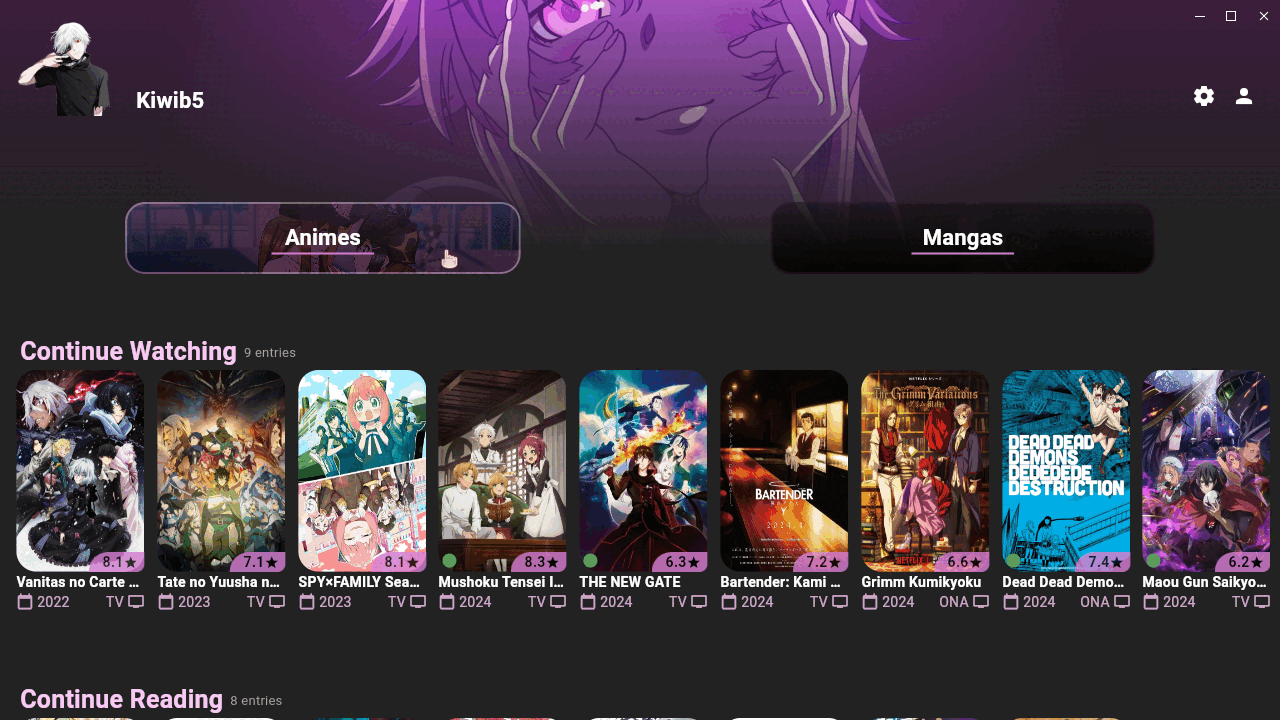 Kiwib5
Animes
Mangas
Continue Watching 9 entries
The Grimm Variations
DEAD DEAD
DEMONS
DEDEDEDE
DESTRUCTION
BARTENDER
NETFLIX
8.1★
7.1★
8.1★
8.3★
6.3★
7.2★
6.6★
7.4★
6.2★
Vanitas no Carte ...
Tate no Yuusha n...
SPY×FAMILY Sea...
Mushoku Tensei I...
THE NEW GATE
Bartender: Kami ...
Grimm Kumikyoku
Dead Dead Demo...
Maou Gun Saikyo...
2022 TV
2023 TV
2023 TV
2024 TV
2024 TV
2024 TV
2024 ONA
2024 ONA
2024 TV
Continue Reading 8 entries